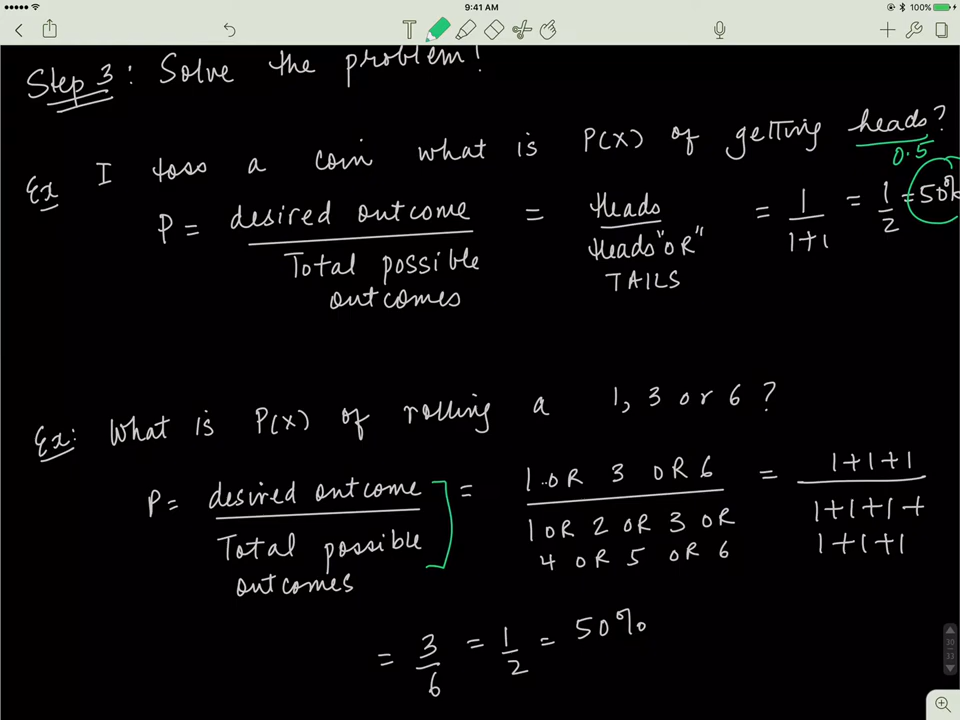 9:41 AM
100%
T
Step 3: Solve the problem!
Ex I toss a coin what is P(X) of getting heads?
0.5
P = desired outcome / Total possible outcomes = Heads / Heads "OR" TAILS = 1 / 1+1 = 1/2 = 50%
Ex: What is P(X) of rolling a 1, 3 or 6?
P = desired outcome / Total possible outcomes = 1 OR 3 OR 6 / 1 OR 2 OR 3 OR 4 OR 5 OR 6 = 1+1+1 / 1+1+1+1+1+1
= 3/6 = 1/2 = 50%
30
33